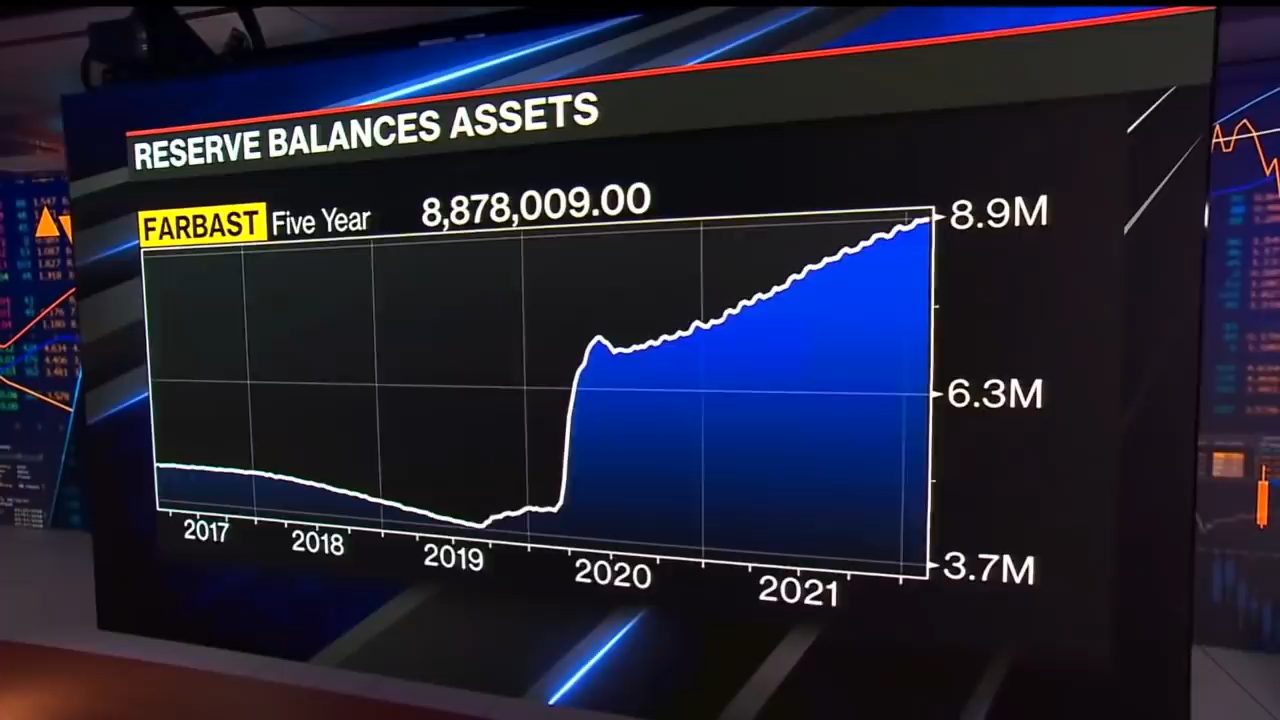 RESERVE BALANCES ASSETS
FARBAST Five Year 8,878,009.00
8.9M
6.3M
3.7M
2017 2018 2019 2020 2021